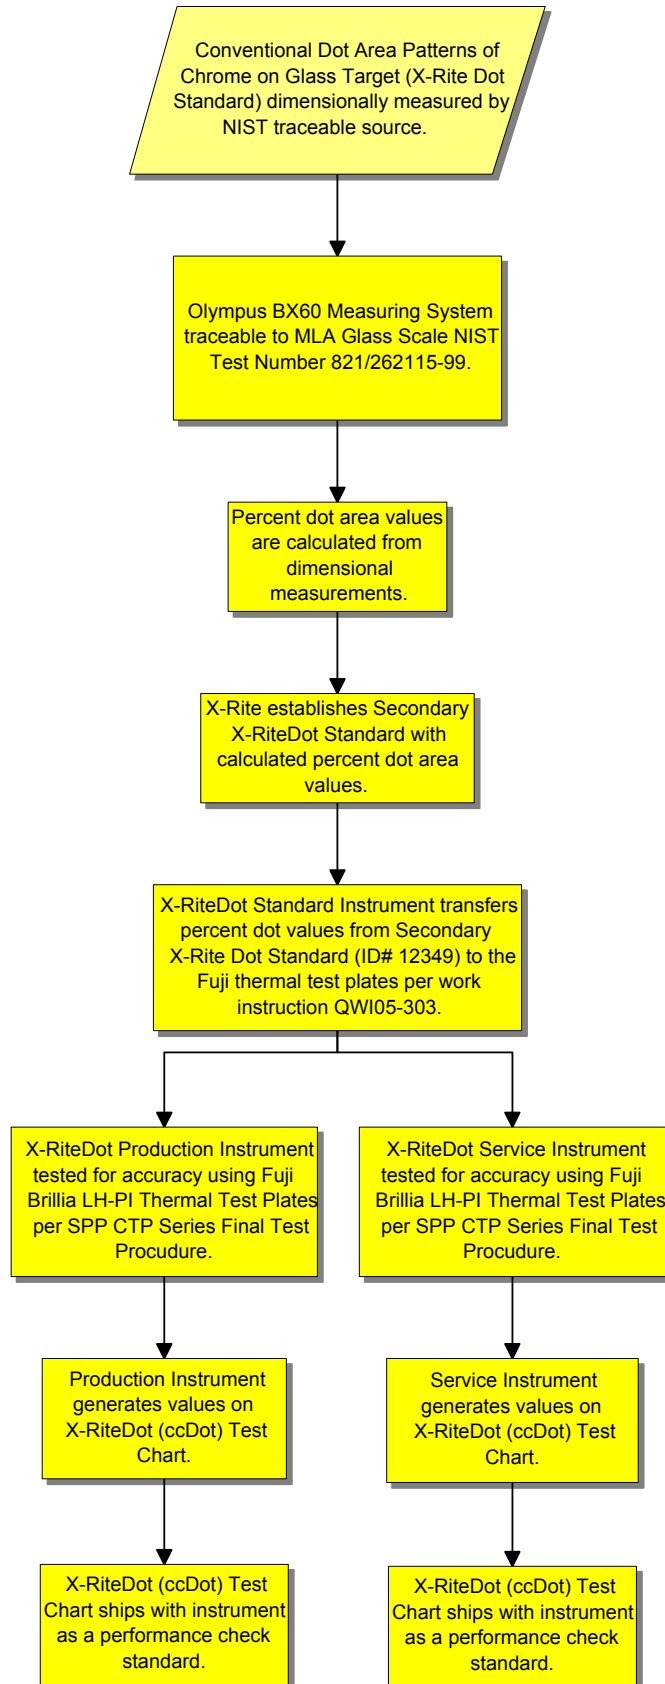 Conventional Dot Area Patterns of
Chrome on Glass Target (X-Rite Dot
Standard) dimensionally measured by
NIST traceable source.
Olympus BX60 Measuring System
traceable to MLA Glass Scale NIST
Test Number 821/262115-99.
Percent dot area values
are calculated from
dimensional
measurements.
X-Rite establishes Secondary
X-RiteDot Standard with
calculated percent dot area
values.
X-RiteDot Standard Instrument transfers
percent dot values from Secondary
X-Rite Dot Standard (ID# 12349) to the
Fuji thermal test plates per work
instruction QWI05-303.
X-RiteDot Production Instrument
tested for accuracy using Fuji
Brillia LH-PI Thermal Test Plates
per SPP CTP Series Final Test
Procudure.
X-RiteDot Service Instrument
tested for accuracy using Fuji
Brillia LH-PI Thermal Test Plates
per SPP CTP Series Final Test
Procudure.
Production Instrument
generates values on
X-RiteDot (ccDot) Test
Chart.
Service Instrument
generates values on
X-RiteDot (ccDot) Test
Chart.
X-RiteDot (ccDot) Test
Chart ships with instrument
as a performance check
standard.
X-RiteDot (ccDot) Test
Chart ships with instrument
as a performance check
standard.